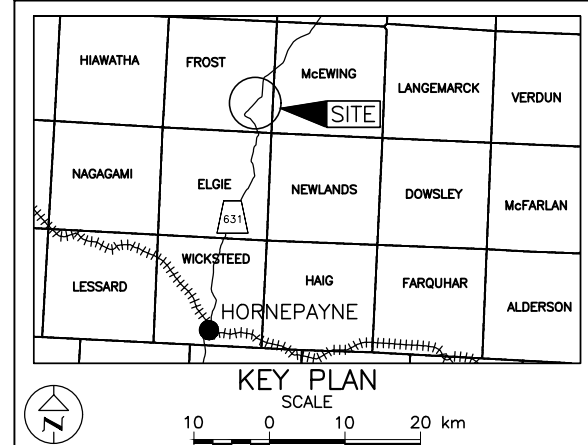 HIAWATHA
FROST
McEWING
LANGEMARCK
VERDUN
SITE
NAGAGAMI
ELGIE
NEWLANDS
DOWSLEY
McFARLAN
631
WICKSTEED
LESSARD
HAIG
FARQUHAR
ALDERSON
HORNEPAYNE
KEY PLAN
SCALE
N
10 0 10 20 km